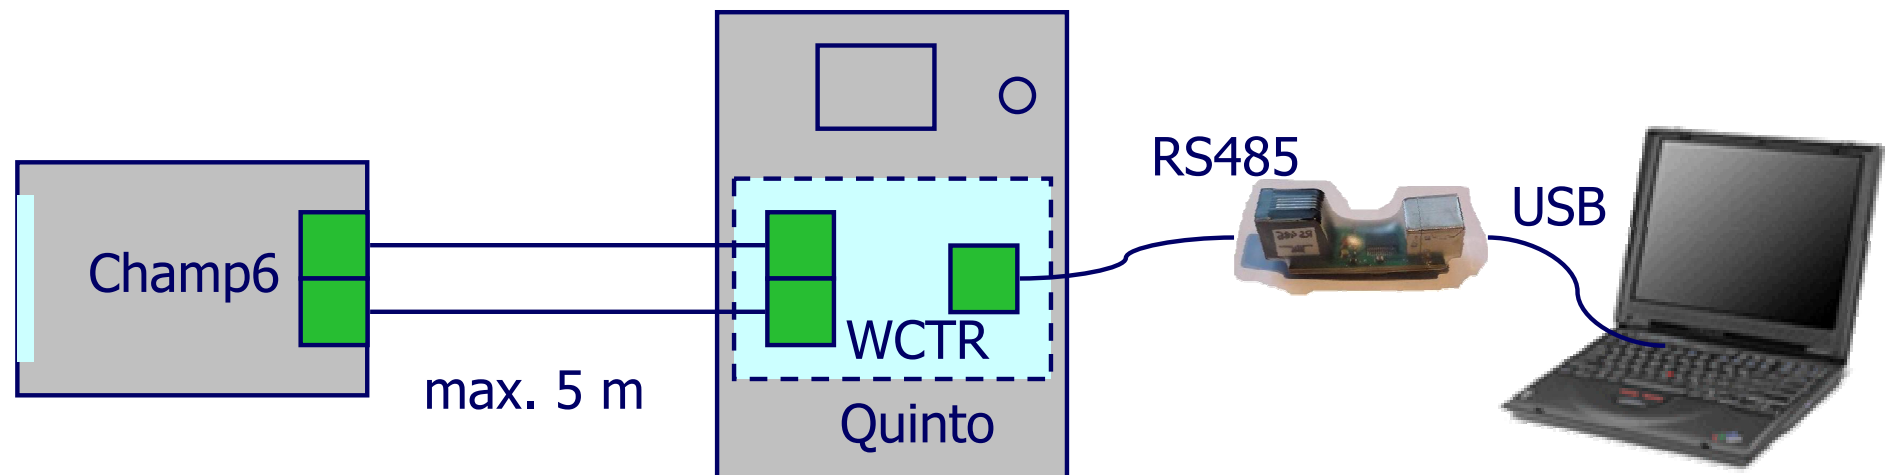 Champ6
max. 5 m
WCTR
Quinto
RS485
USB